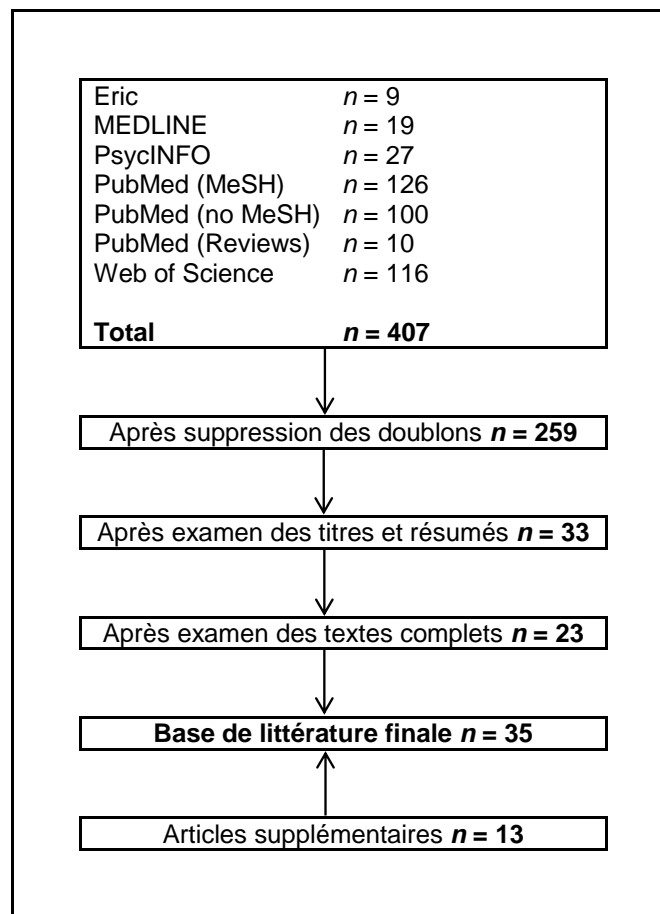 Eric n = 9
MEDLINE n = 19
PsycINFO n = 27
PubMed (MeSH) n = 126
PubMed (no MeSH) n = 100
PubMed (Reviews) n = 10
Web of Science n = 116
Total n = 407
Après suppression des doublons n = 259
Après examen des titres et résumés n = 33
Après examen des textes complets n = 23
Base de littérature finale n = 35
Articles supplémentaires n = 13